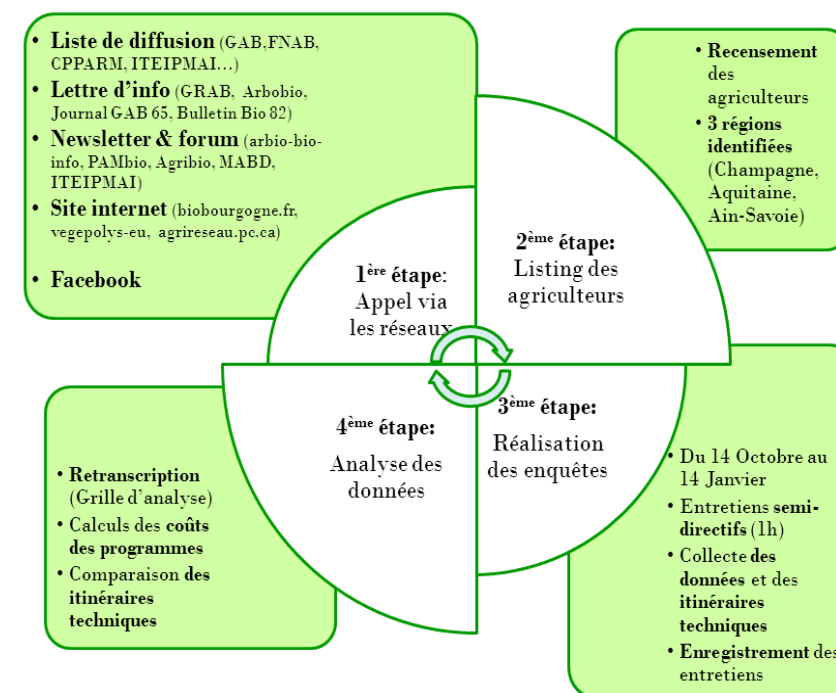 • Liste de diffusion (GAB,FNAB,
CPPARM, ITEIPMAI…)
• Lettre d'info (GRAB, Arbobio,
Journal GAB 65, Bulletin Bio 82)
• Newsletter & forum (arbio-bio-
info, PAMbio, Agribio, MABD,
ITEIPMAI)
• Site internet (biobourgogne.fr,
vegepolys-eu, agrireseau.pc.ca)
• Facebook
1ère étape:
Appel via
les réseaux
• Recensement
des
agriculteurs
• 3 régions
identifiées
(Champagne,
Aquitaine,
Ain-Savoie)
2ème étape:
Listing des
agriculteurs
3ème étape:
Réalisation
des enquêtes
• Du 14 Octobre au
14 Janvier
• Entretiens semi-
directifs (1h)
• Collecte des
données et des
itinéraires
techniques
• Enregistrement des
entretiens
4ème étape:
Analyse des
données
• Retranscription
(Grille d'analyse)
• Calculs des coûts
des programmes
• Comparaison des
itinéraires
techniques